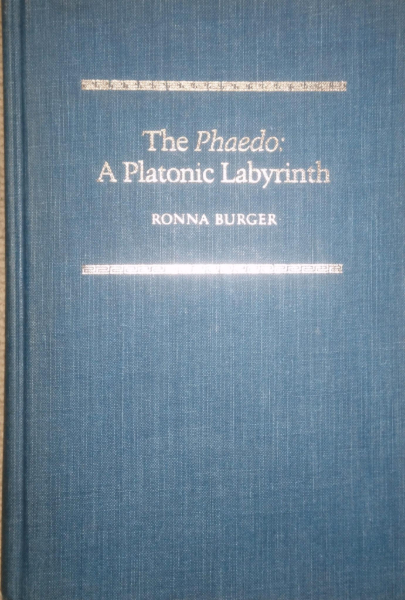 The Phaedo:
A Platonic Labyrinth
RONNA BURGER